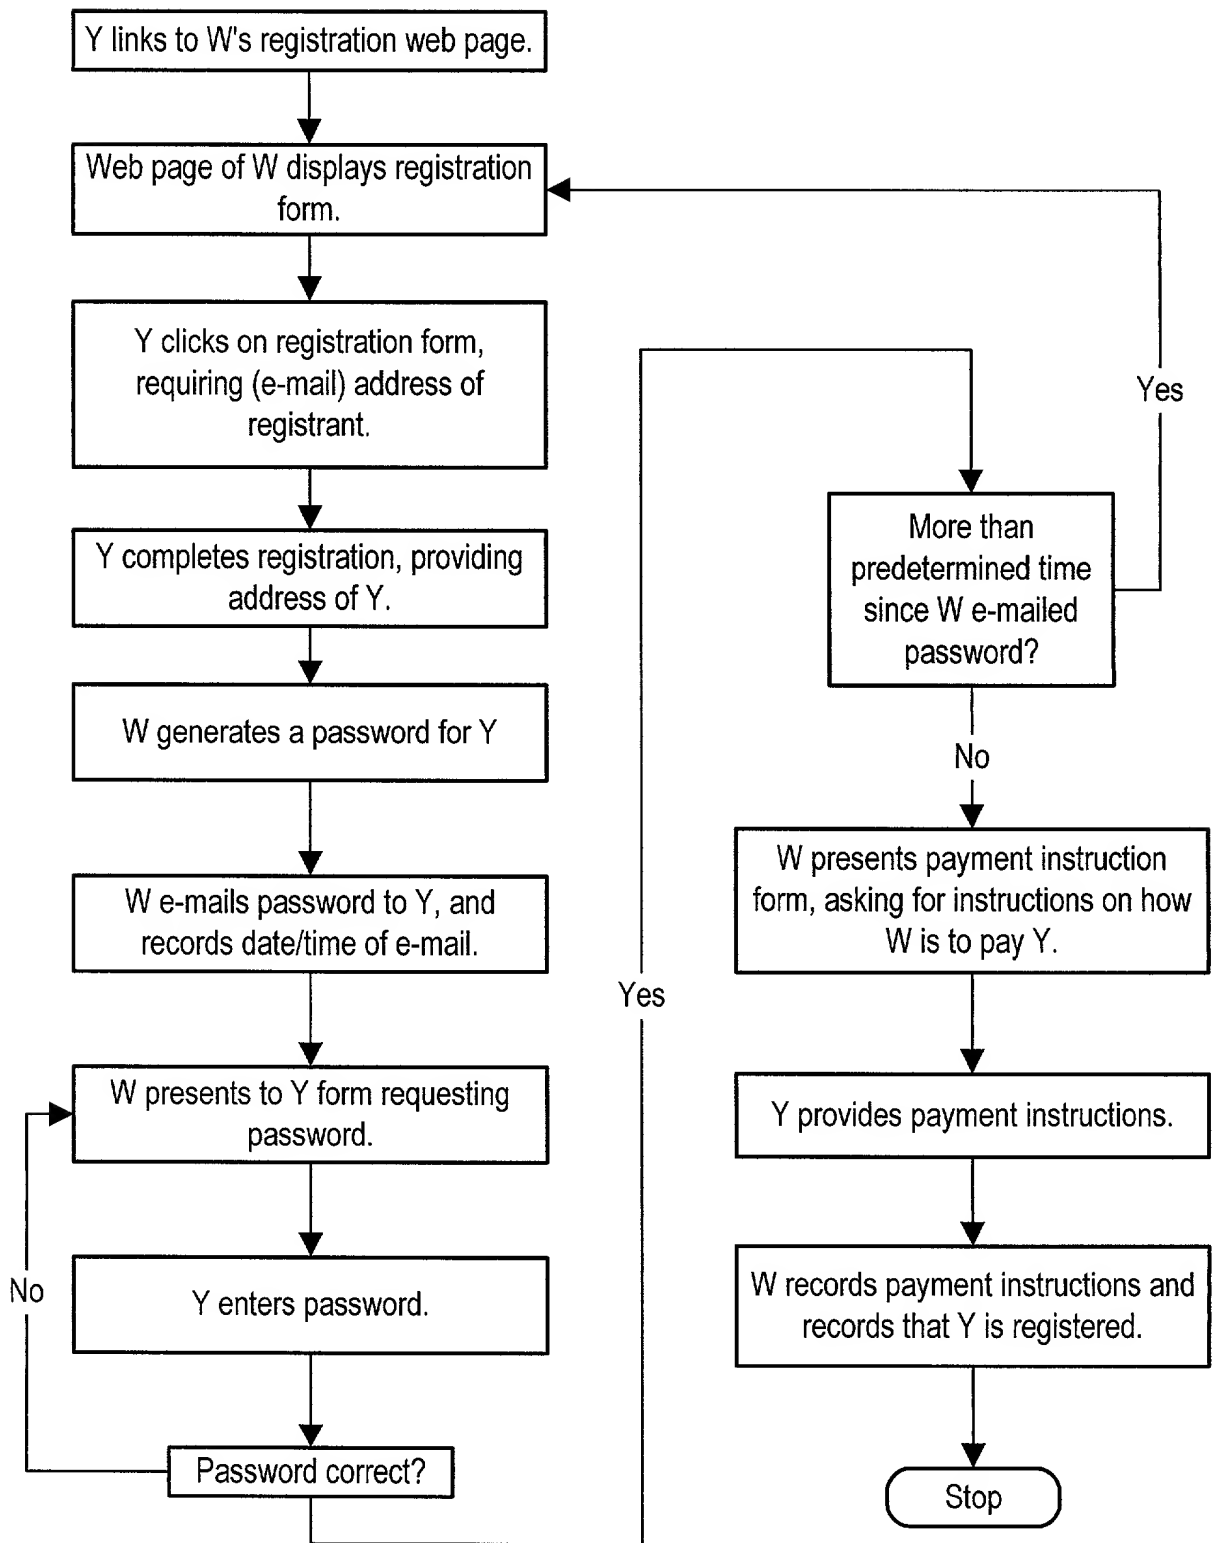 Y links to W's registration web page.
Web page of W displays registration
form.
Y clicks on registration form,
requiring (e-mail) address of
registrant.
Y completes registration, providing
address of Y.
W generates a password for Y
W e-mails password to Y, and
records date/time of e-mail.
W presents to Y form requesting
password.
No
Y enters password.
Password correct?
Yes
More than
predetermined time
since W e-mailed
password?
Yes
No
W presents payment instruction
form, asking for instructions on how
W is to pay Y.
Y provides payment instructions.
W records payment instructions and
records that Y is registered.
Stop